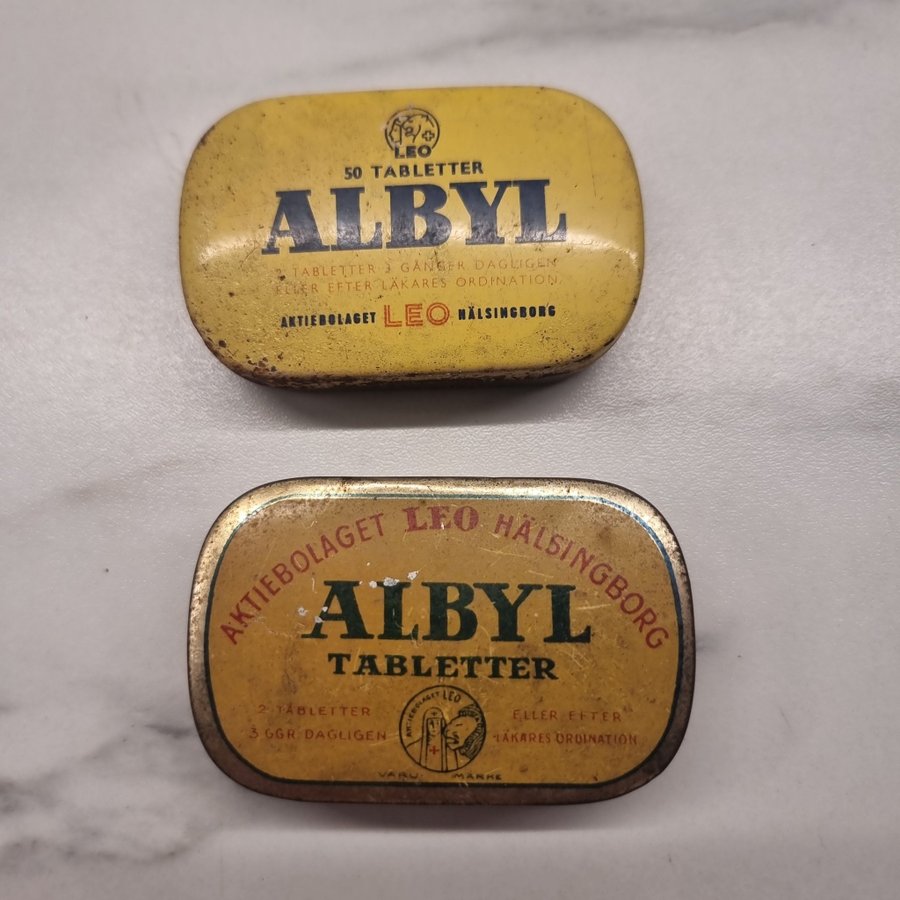 LEO
50 TABLETTER
ALBYL
TABLETTER 3 GÅNGER DAGLIGEN
ELLER EFTER LÄKARES ORDINATION.
AKTIEBOLAGET LEO HÄLSINGBORG
AKTIEBOLAGET LEO HÄLSINGBORG
ALBYL
TABLETTER
2 TABLETTER
3 GGR DAGLIGEN
AKTIEBOLAGET LEO
ELLER EFTER
LÄKARES ORDINATION
VARU MÄRKE